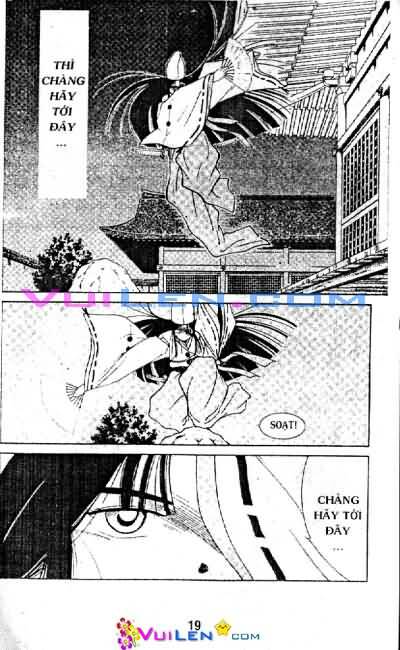 THÌ
CHÀNG
HÃY
TỚI
ĐÂY
...
VUILEN.COM
SOẠT!
CHÀNG
HÃY TỚI
ĐÂY
...
19
VUILEN.COM